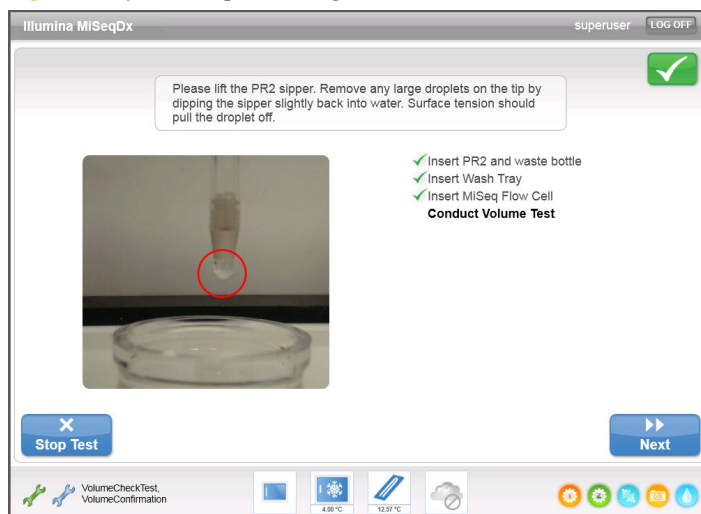 Illumina MiSeqDx
superuser
LOG OFF
Please lift the PR2 sipper. Remove any large droplets on the tip by
dipping the sipper slightly back into water. Surface tension should
pull the droplet off.
Insert PR2 and waste bottle
Insert Wash Tray
Insert MiSeq Flow Cell
Conduct Volume Test
Stop Test
Next
VolumeCheckTest,
VolumeConfirmation
4.00 °C
12.57 °C